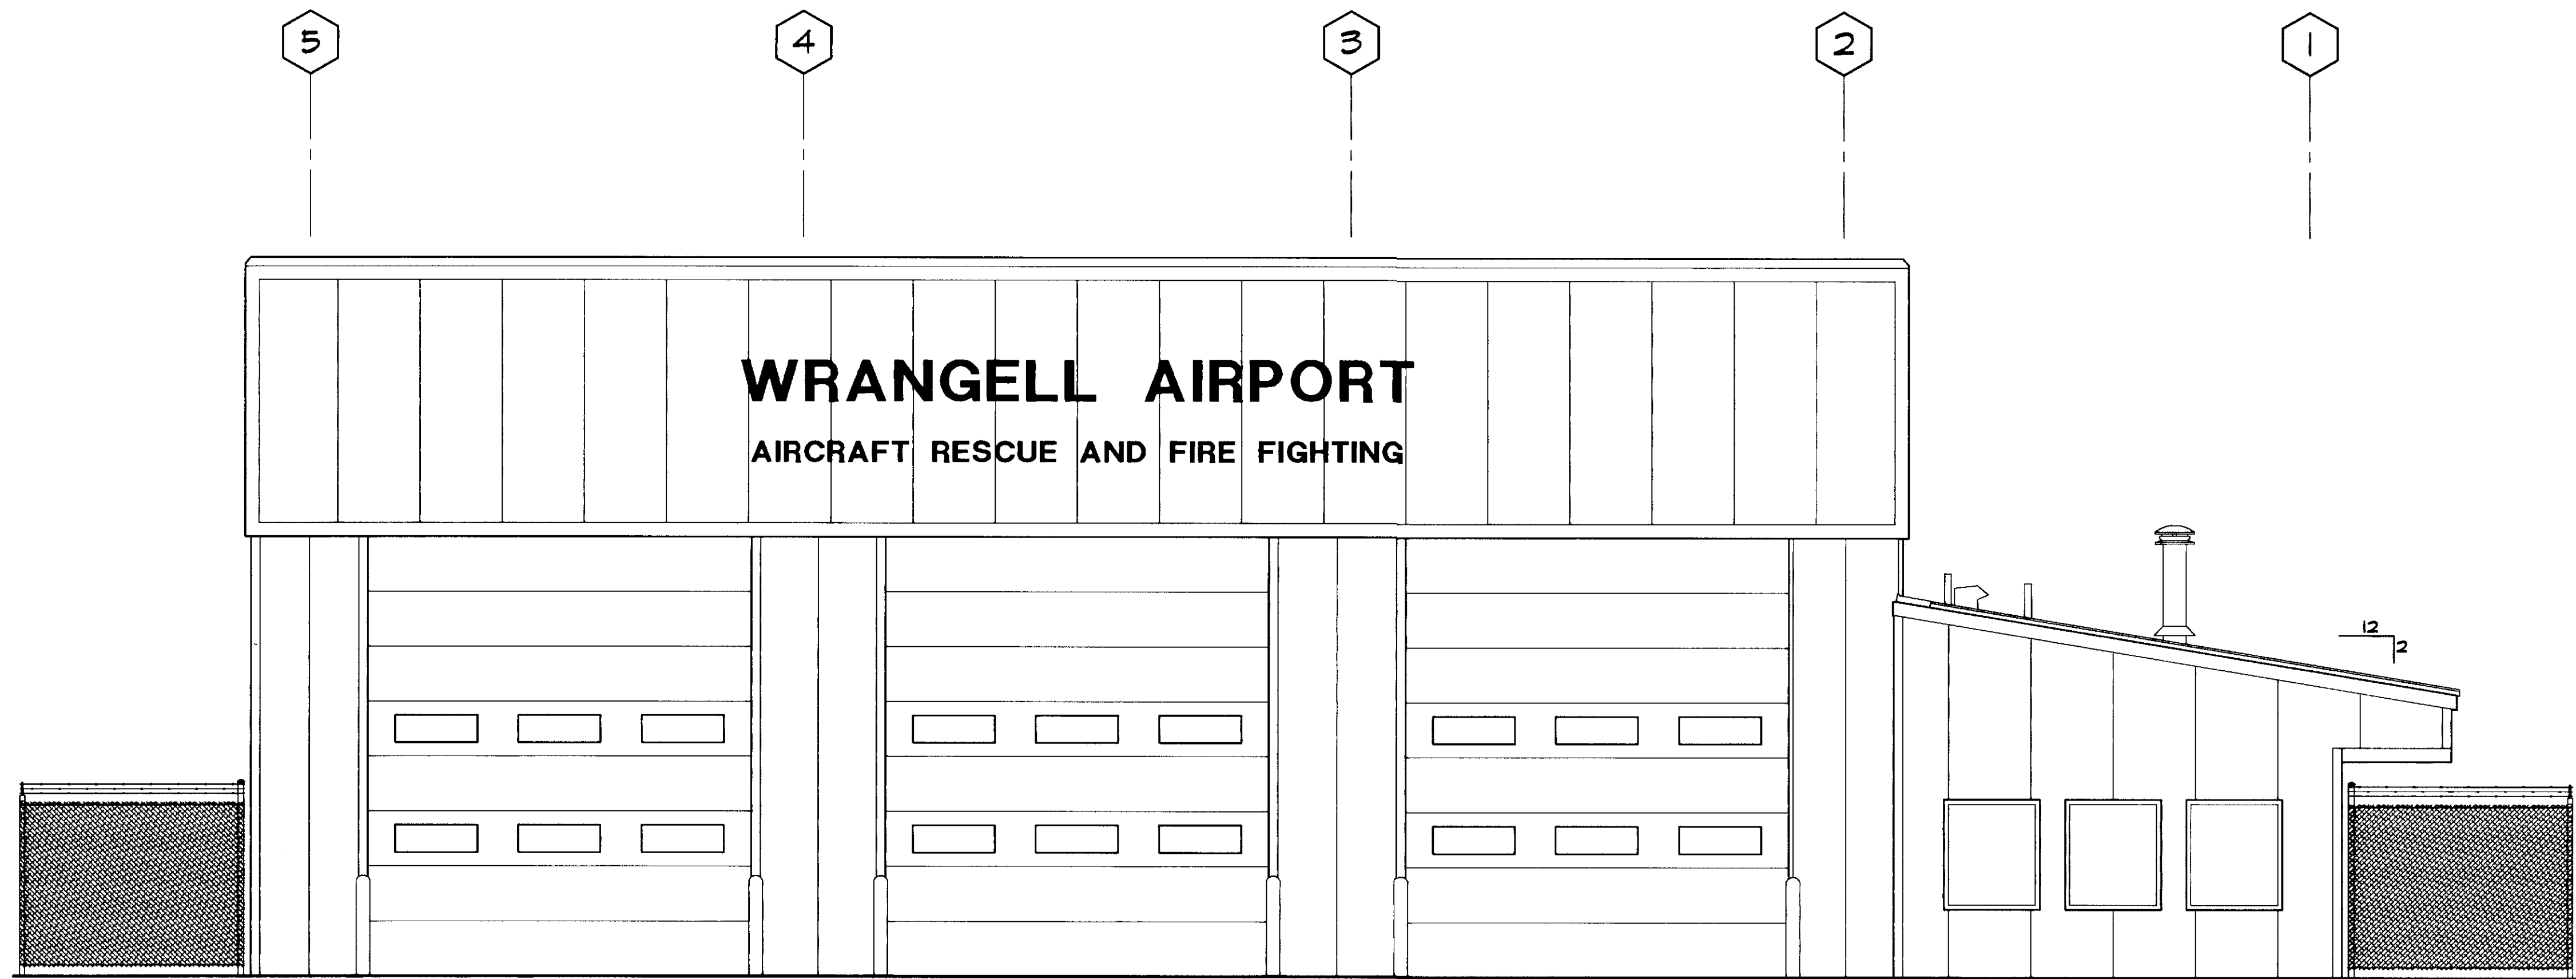 5 4 3 2 1
WRANGELL AIRPORT
AIRCRAFT RESCUE AND FIRE FIGHTING
12
2